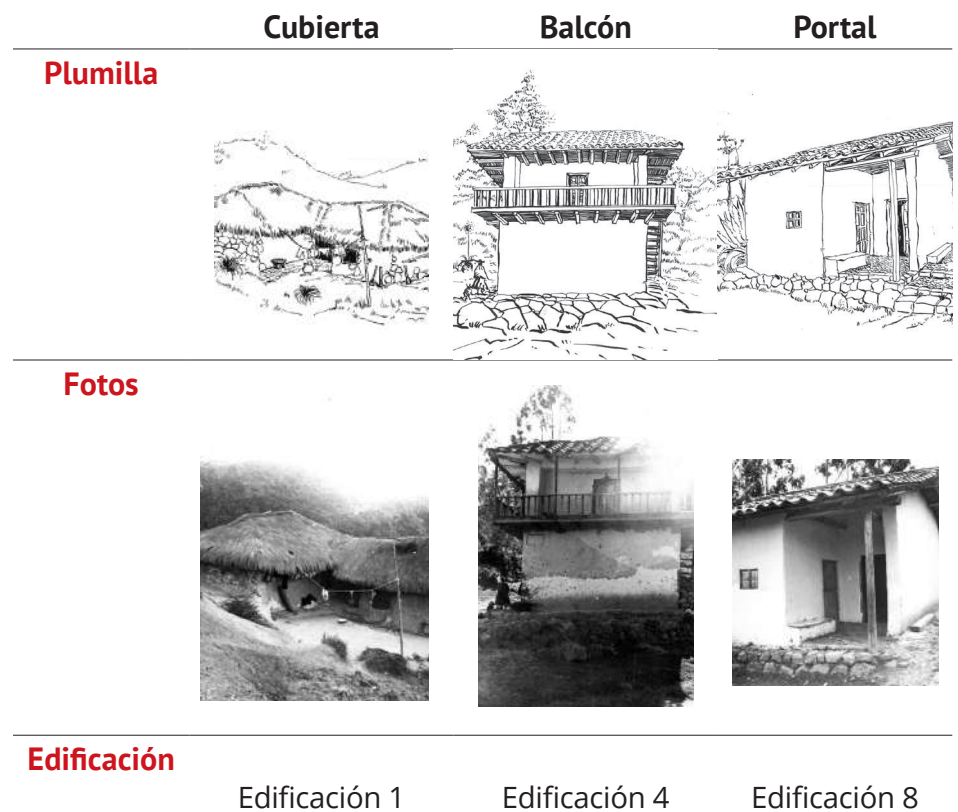 Cubierta Balcón Portal
Plumilla
Fotos
Edificación
Edificación 1 Edificación 4 Edificación 8